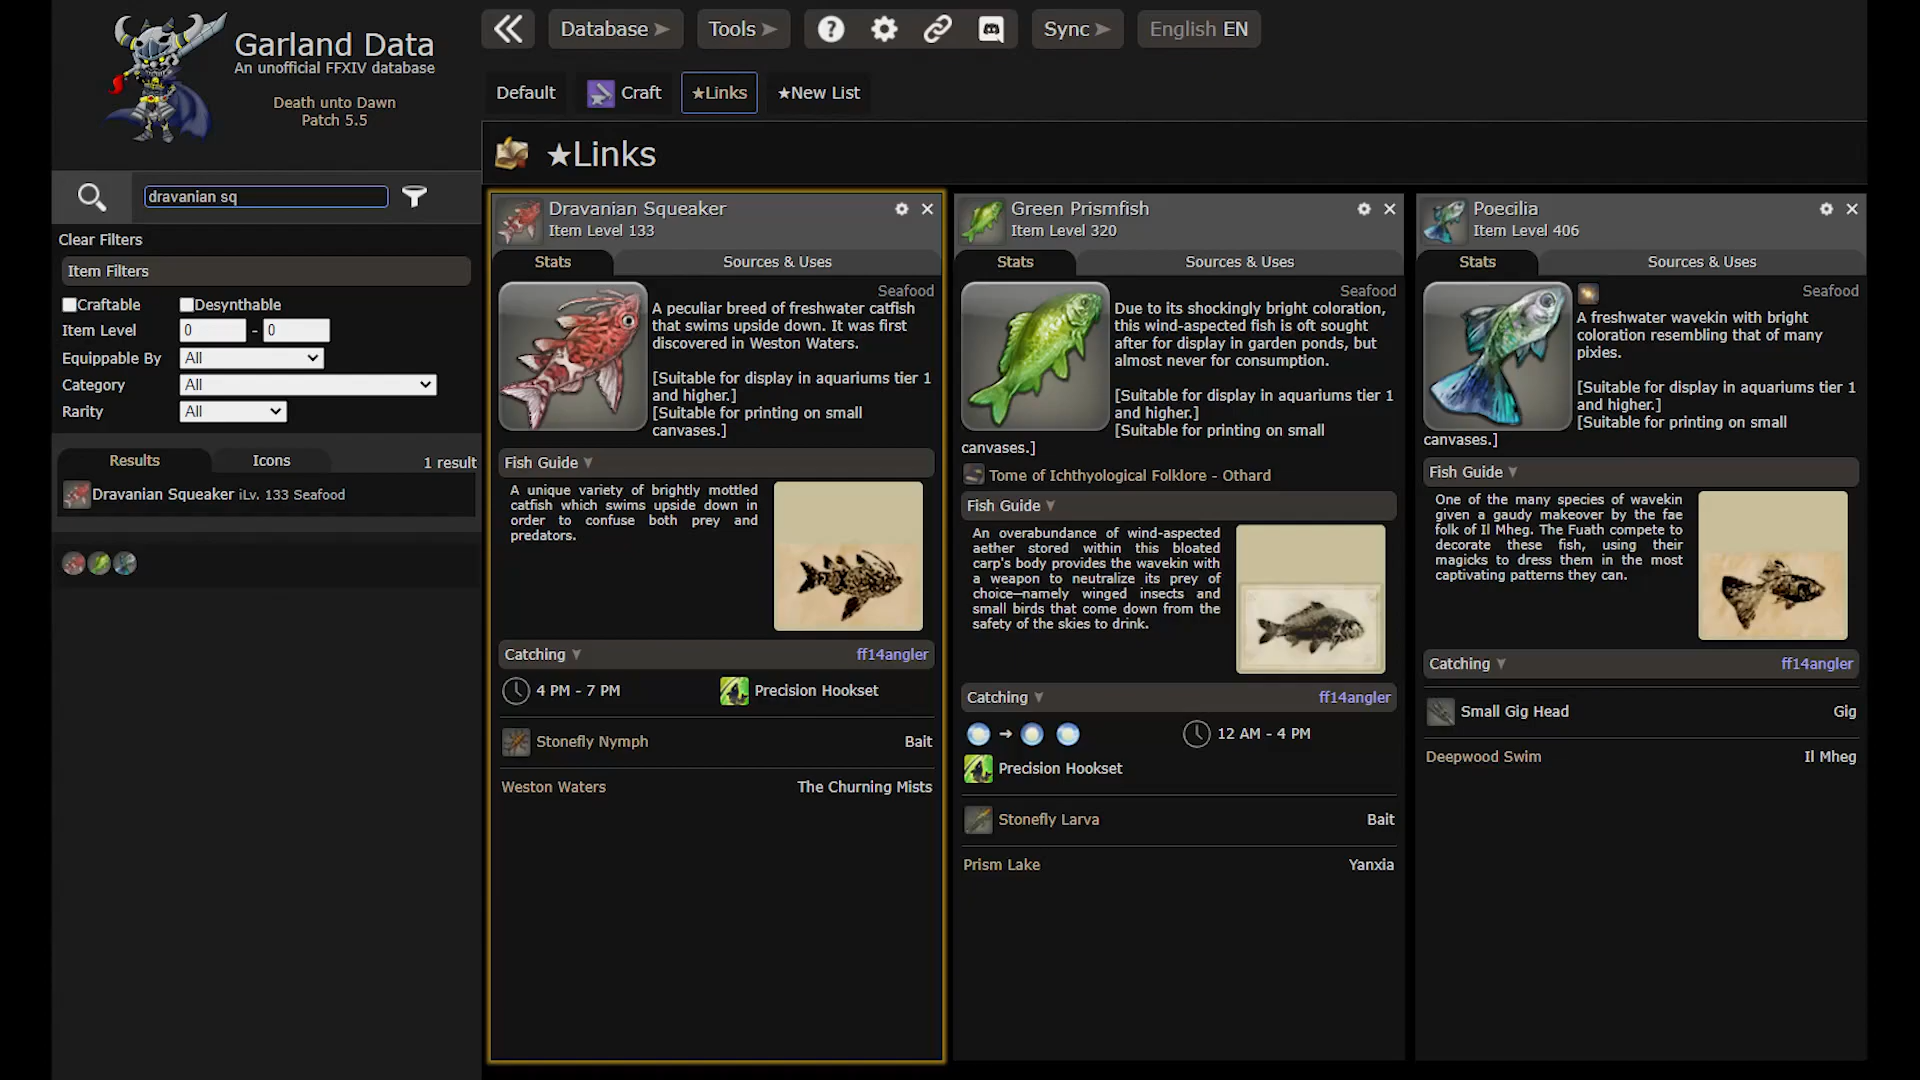 Garland Data
An unofficial FFXIV database
Death unto Dawn
Patch 5.5
Database
Tools
Sync
English EN
Default
Craft
★Links
★New List
★Links
dravanian sq
Clear Filters
Item Filters
Craftable
Desynthable
Item Level
0
-
0
Equippable By
All
Category
All
Rarity
All
Results
Icons
1 result
Dravanian Squeaker iLv. 133 Seafood
Dravanian Squeaker
Item Level 133
Stats
Sources & Uses
Seafood
A peculiar breed of freshwater catfish
that swims upside down. It was first
discovered in Weston Waters.
[Suitable for display in aquariums tier 1
and higher.]
[Suitable for printing on small
canvases.]
Fish Guide
A unique variety of brightly mottled
catfish which swims upside down in
order to confuse both prey and
predators.
Catching
ff14angler
4 PM - 7 PM
Precision Hookset
Stonefly Nymph
Bait
Weston Waters
The Churning Mists
Green Prismfish
Item Level 320
Stats
Sources & Uses
Seafood
Due to its shockingly bright coloration,
this wind-aspected fish is oft sought
after for display in garden ponds, but
almost never for consumption.
[Suitable for display in aquariums tier 1
and higher.]
[Suitable for printing on small
canvases.]
Tome of Ichthyological Folklore - Othard
Fish Guide
An overabundance of wind-aspected
aether stored within this bloated
carp's body provides the wavekin with
a weapon to neutralize its prey of
choice—namely winged insects and
small birds that come down from the
safety of the skies to drink.
Catching
ff14angler
12 AM - 4 PM
Precision Hookset
Stonefly Larva
Bait
Prism Lake
Yanxia
Poecilia
Item Level 406
Stats
Sources & Uses
Seafood
A freshwater wavekin with bright
coloration resembling that of many
pixies.
[Suitable for display in aquariums tier 1
and higher.]
[Suitable for printing on small
canvases.]
Fish Guide
One of the many species of wavekin
given a gaudy makeover by the fae
folk of Il Mheg. The Fuath compete to
decorate these fish, using their
magicks to dress them in the most
captivating patterns they can.
Catching
ff14angler
Small Gig Head
Gig
Deepwood Swim
Il Mheg